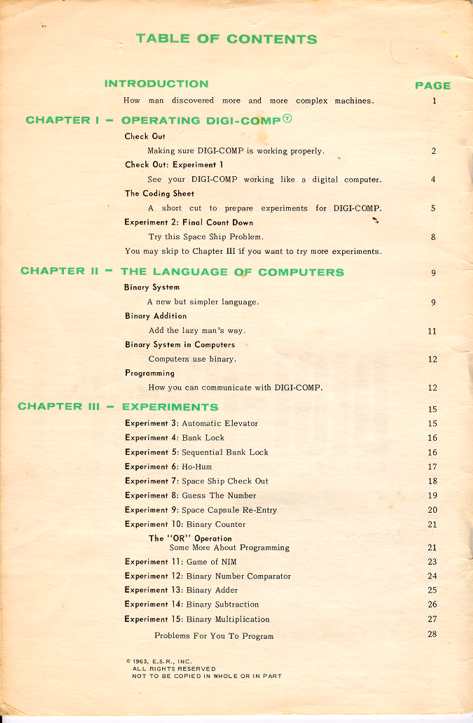 TABLE OF CONTENTS
INTRODUCTION PAGE
How man discovered more and more complex machines. 1
CHAPTER I – OPERATING DIGI-COMP
Check Out
Making sure DIGI-COMP is working properly. 2
Check Out: Experiment 1
See your DIGI-COMP working like a digital computer. 4
The Coding Sheet
A short cut to prepare experiments for DIGI-COMP. 5
Experiment 2: Final Count Down
Try this Space Ship Problem. 8
You may skip to Chapter III if you want to try more experiments.
CHAPTER II – THE LANGUAGE OF COMPUTERS 9
Binary System
A new but simpler language. 9
Binary Addition
Add the lazy man's way. 11
Binary System in Computers
Computers use binary. 12
Programming
How you can communicate with DIGI-COMP. 12
CHAPTER III – EXPERIMENTS 15
Experiment 3: Automatic Elevator 15
Experiment 4: Bank Lock 16
Experiment 5: Sequential Bank Lock 16
Experiment 6: Ho-Hum 17
Experiment 7: Space Ship Check Out 18
Experiment 8: Guess The Number 19
Experiment 9: Space Capsule Re-Entry 20
Experiment 10: Binary Counter 21
The "OR" Operation
Some More About Programming 21
Experiment 11: Game of NIM 23
Experiment 12: Binary Number Comparator 24
Experiment 13: Binary Adder 25
Experiment 14: Binary Subtraction 26
Experiment 15: Binary Multiplication 27
Problems For You To Program 28
© 1963, E.S.R., INC.
ALL RIGHTS RESERVED
NOT TO BE COPIED IN WHOLE OR IN PART